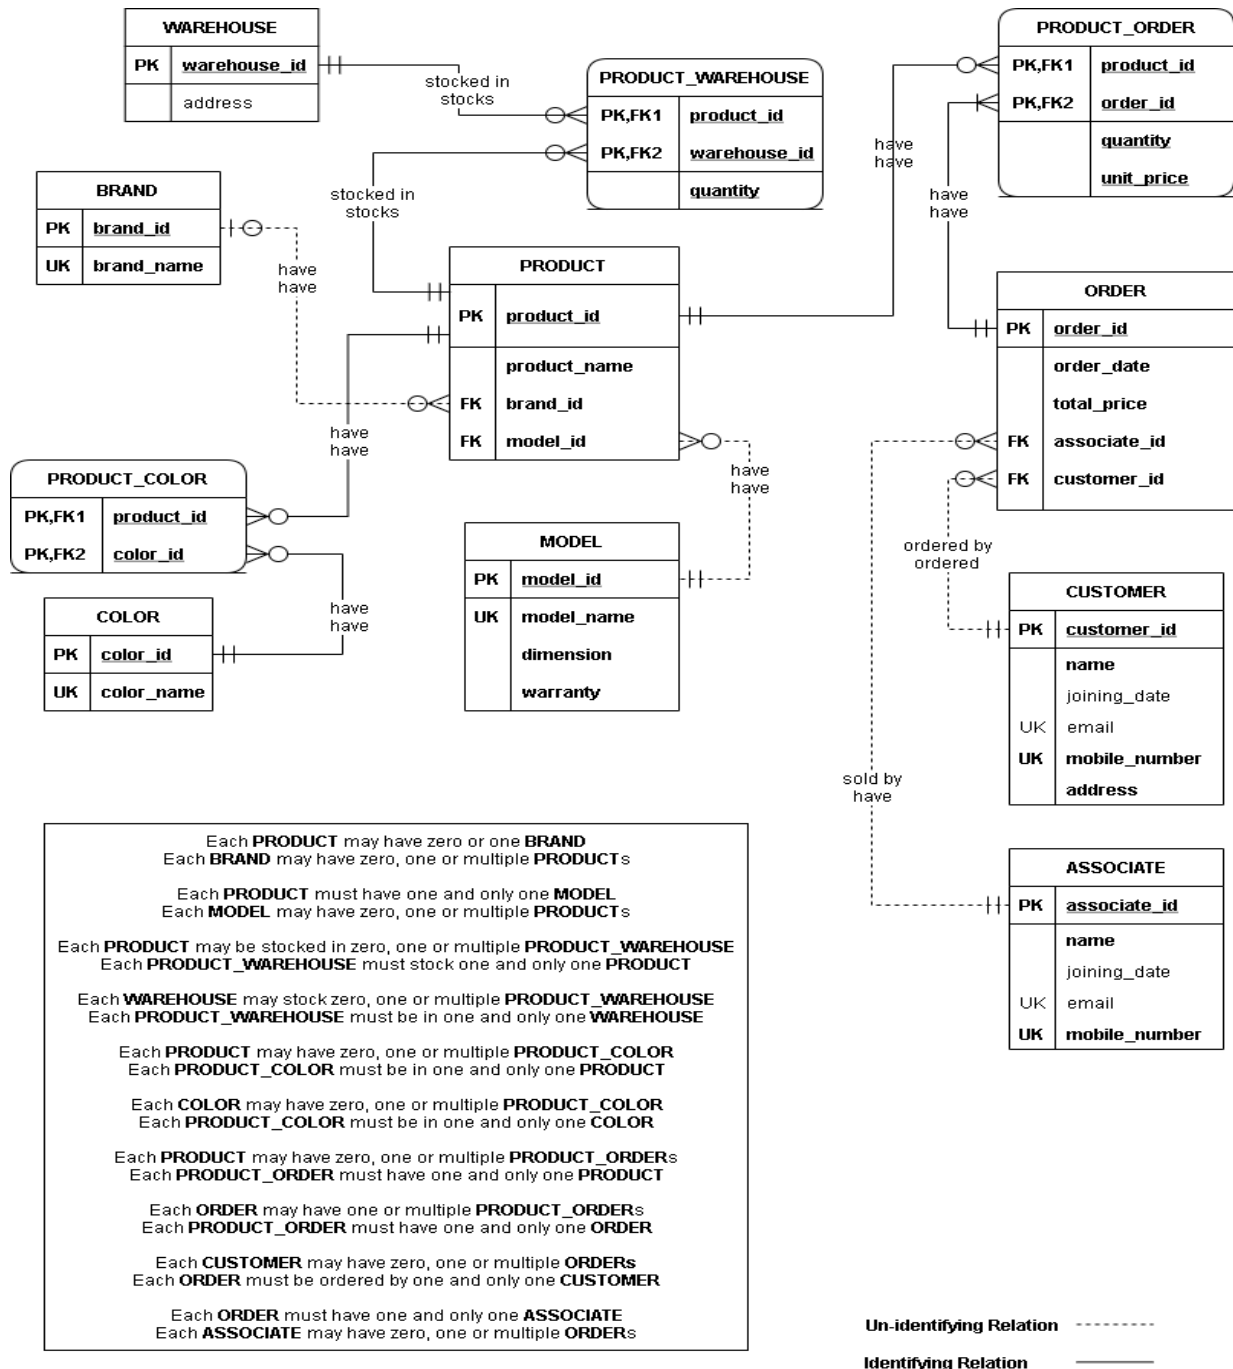 WAREHOUSE
PK warehouse_id
address
stocked in
stocks
PRODUCT_WAREHOUSE
PK,FK1 product_id
PK,FK2 warehouse_id
quantity
PRODUCT_ORDER
PK,FK1 product_id
PK,FK2 order_id
quantity
unit_price
have
have
have
have
BRAND
PK brand_id
UK brand_name
stocked in
stocks
have
have
PRODUCT
PK product_id
product_name
FK brand_id
FK model_id
ORDER
PK order_id
order_date
total_price
FK associate_id
FK customer_id
have
have
have
have
PRODUCT_COLOR
PK,FK1 product_id
PK,FK2 color_id
MODEL
PK model_id
UK model_name
dimension
warranty
ordered by
ordered
COLOR
PK color_id
UK color_name
have
have
CUSTOMER
PK customer_id
name
joining_date
UK email
UK mobile_number
address
sold by
have
ASSOCIATE
PK associate_id
name
joining_date
UK email
UK mobile_number
Each PRODUCT may have zero or one BRAND
Each BRAND may have zero, one or multiple PRODUCTs
Each PRODUCT must have one and only one MODEL
Each MODEL may have zero, one or multiple PRODUCTs
Each PRODUCT may be stocked in zero, one or multiple PRODUCT_WAREHOUSE
Each PRODUCT_WAREHOUSE must stock one and only one PRODUCT
Each WAREHOUSE may stock zero, one or multiple PRODUCT_WAREHOUSE
Each PRODUCT_WAREHOUSE must be in one and only one WAREHOUSE
Each PRODUCT may have zero, one or multiple PRODUCT_COLOR
Each PRODUCT_COLOR must be in one and only one PRODUCT
Each COLOR may have zero, one or multiple PRODUCT_COLOR
Each PRODUCT_COLOR must be in one and only one COLOR
Each PRODUCT may have zero, one or multiple PRODUCT_ORDERs
Each PRODUCT_ORDER must have one and only one PRODUCT
Each ORDER may have one or multiple PRODUCT_ORDERs
Each PRODUCT_ORDER must have one and only one ORDER
Each CUSTOMER may have zero, one or multiple ORDERs
Each ORDER must be ordered by one and only one CUSTOMER
Each ORDER must have one and only one ASSOCIATE
Each ASSOCIATE may have zero, one or multiple ORDERs
Un-identifying Relation
Identifying Relation